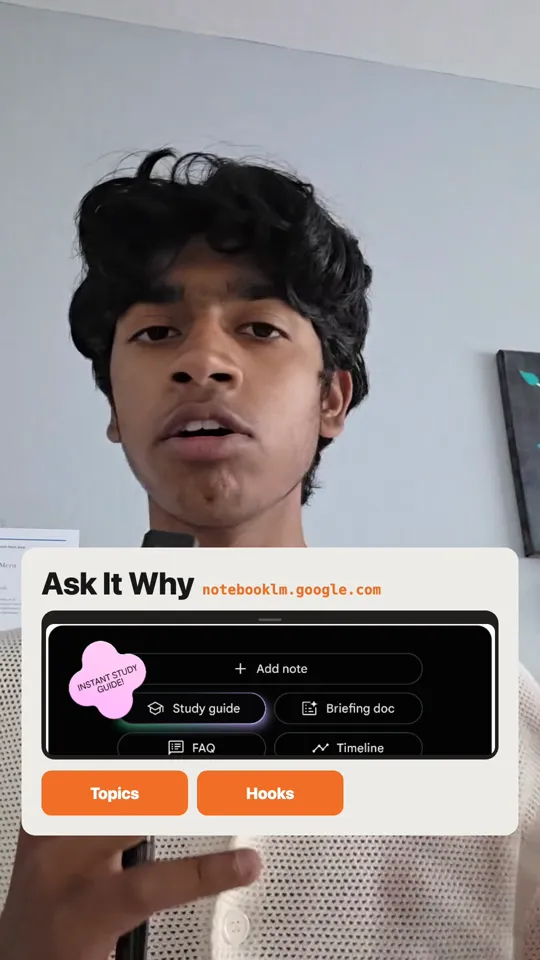 Ask It Why notebooklm.google.com
INSTANT STUDY
GUIDE!
Add note
Study guide
Briefing doc
FAQ
Timeline
Topics
Hooks